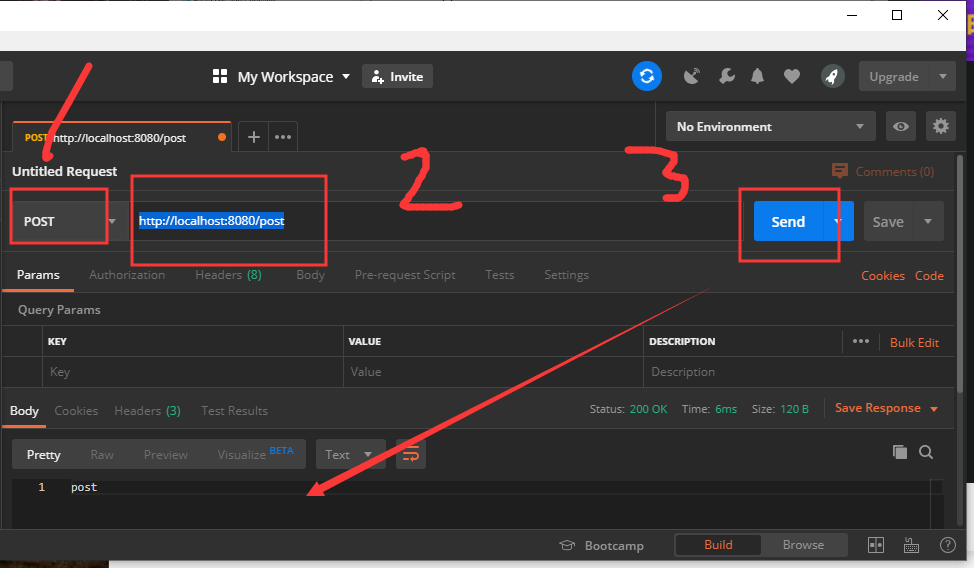 My Workspace Invite Upgrade
POST http://localhost:8080/post No Environment
Untitled Request Comments (0)
1 2 3
POST http://localhost:8080/post Send Save
Params Authorization Headers (8) Body Pre-request Script Tests Settings Cookies Code
Query Params
KEY VALUE DESCRIPTION Bulk Edit
Key Value Description
Body Cookies Headers (3) Test Results Status: 200 OK Time: 6ms Size: 120 B Save Response
Pretty Raw Preview Visualize BETA Text
1 post
Bootcamp Build Browse